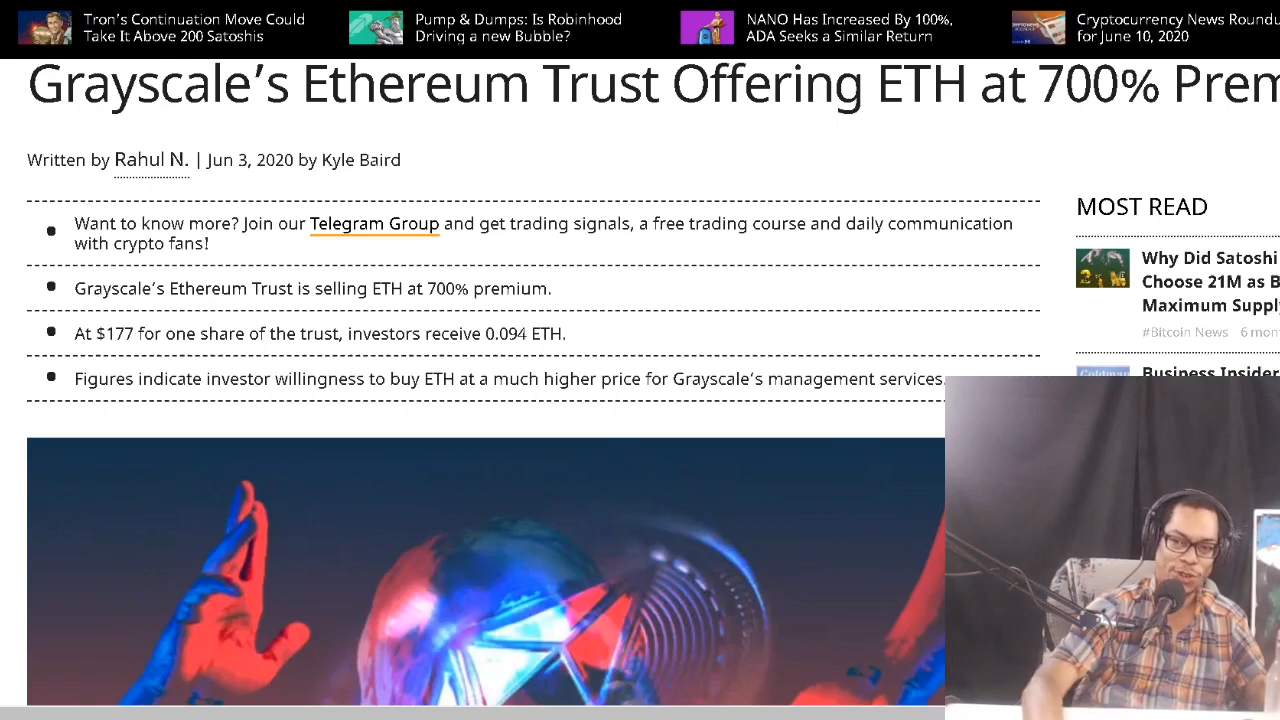 Tron's Continuation Move Could
Take It Above 200 Satoshis
Pump & Dumps: Is Robinhood
Driving a new Bubble?
NANO Has Increased By 100%,
ADA Seeks a Similar Return
Cryptocurrency News Round
for June 10, 2020
Grayscale's Ethereum Trust Offering ETH at 700% Prem
Written by Rahul N. | Jun 3, 2020 by Kyle Baird
Want to know more? Join our Telegram Group and get trading signals, a free trading course and daily communication
with crypto fans!
Grayscale's Ethereum Trust is selling ETH at 700% premium.
At $177 for one share of the trust, investors receive 0.094 ETH.
Figures indicate investor willingness to buy ETH at a much higher price for Grayscale's management services.
MOST READ
Why Did Satoshi
Choose 21M as B
Maximum Supply
#Bitcoin News 6 mon
Business Insider